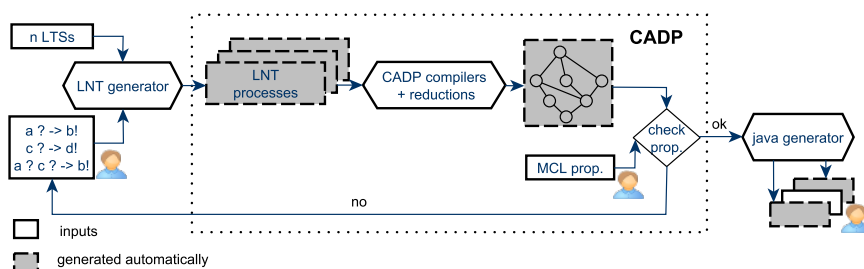 n LTSs
CADP
LNT generator
LNT
processes
CADP compilers
+ reductions
a ? -> b!
c ? -> d!
a ? c ? -> b!
check
prop.
ok
java generator
MCL prop.
no
inputs
generated automatically